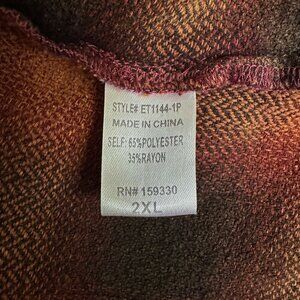 STYLE# ET1144-1P
MADE IN CHINA
SELF: 65%POLYESTER
35%RAYON
RN# 159330
2XL